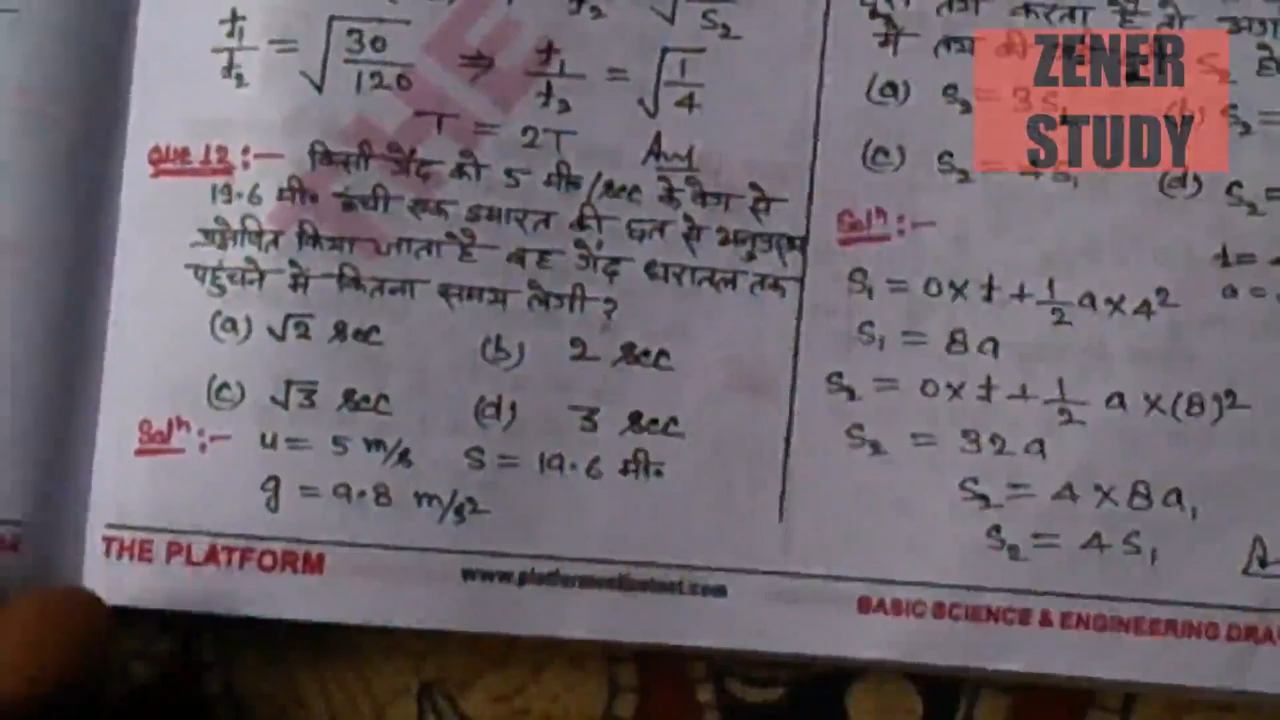 t₂
S₂
t₁/t₂ = √(30/120) ⇒ t₁/t₂ = √(1/4)
T = 2T Ans
Que 12:— किसी गेंद को 5 मी०/sec के वेग से
19.6 मी० उंची एक इमारत की छत से
प्रक्षेपित किया जाता है वह गेंद धरातल तक
पहुंचने में कितना समय लेगी?
(a) √2 sec (b) 2 sec
(c) √3 sec (d) 3 sec
Solⁿ:— u = 5 m/s S = 19.6 मी०
g = 9.8 m/s²
करता है तो
में
(a) S₂ = 3S₁ S₂ =
(c) S₂ (d) S₂ =
Solⁿ:—
t =
a =
S₁ = 0×t + 1/2 a×4²
S₁ = 8a
S₂ = 0×t + 1/2 a×(8)²
S₂ = 32a
S₂ = 4×8a,
S₂ = 4S₁
ZENER
STUDY
THE PLATFORM
BASIC SCIENCE & ENGINEERING DRA